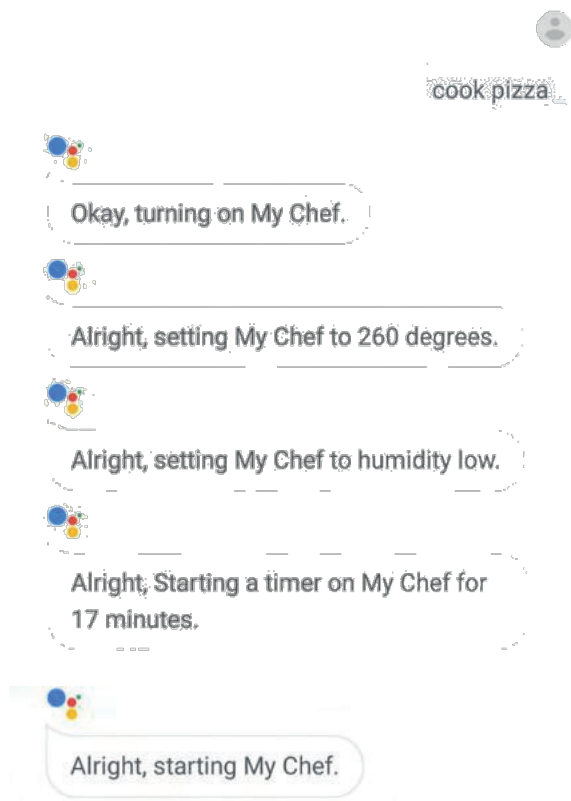 cook pizza
Okay, turning on My Chef.
Alright, setting My Chef to 260 degrees.
Alright, setting My Chef to humidity low.
Alright, Starting a timer on My Chef for
17 minutes.
Alright, starting My Chef.